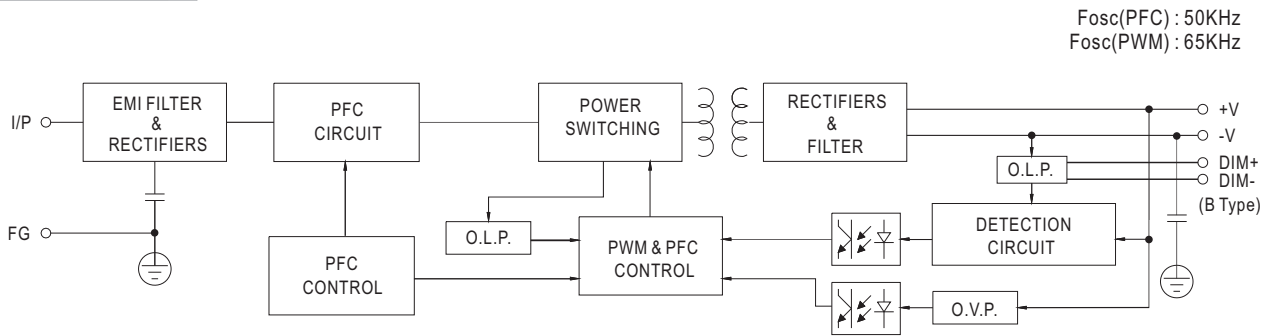 Fosc(PFC) : 50KHz
Fosc(PWM) : 65KHz
I/P
EMI FILTER
&
RECTIFIERS
PFC
CIRCUIT
POWER
SWITCHING
RECTIFIERS
&
FILTER
+V
-V
O.L.P.
DIM+
DIM-
(B Type)
FG
O.L.P.
DETECTION
CIRCUIT
PFC
CONTROL
PWM & PFC
CONTROL
O.V.P.